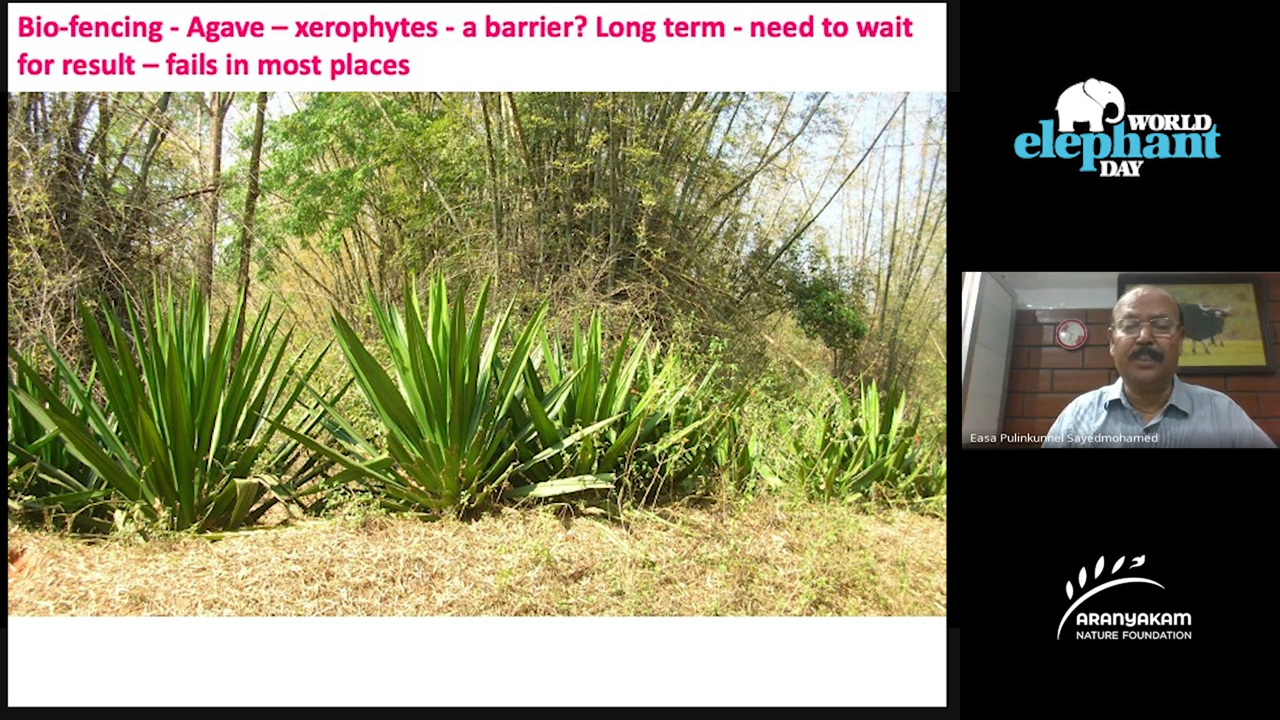 Bio-fencing - Agave – xerophytes - a barrier? Long term - need to wait
for result – fails in most places
WORLD
elephant
DAY
Easa Pulinkunnel Sayedmohamed
ARANYAKAM
NATURE FOUNDATION